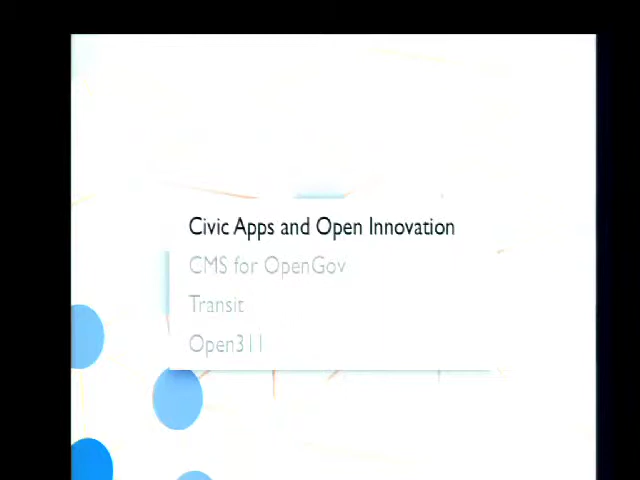 Civic Apps and Open Innovation
CMS for OpenGov
Transit
Open311